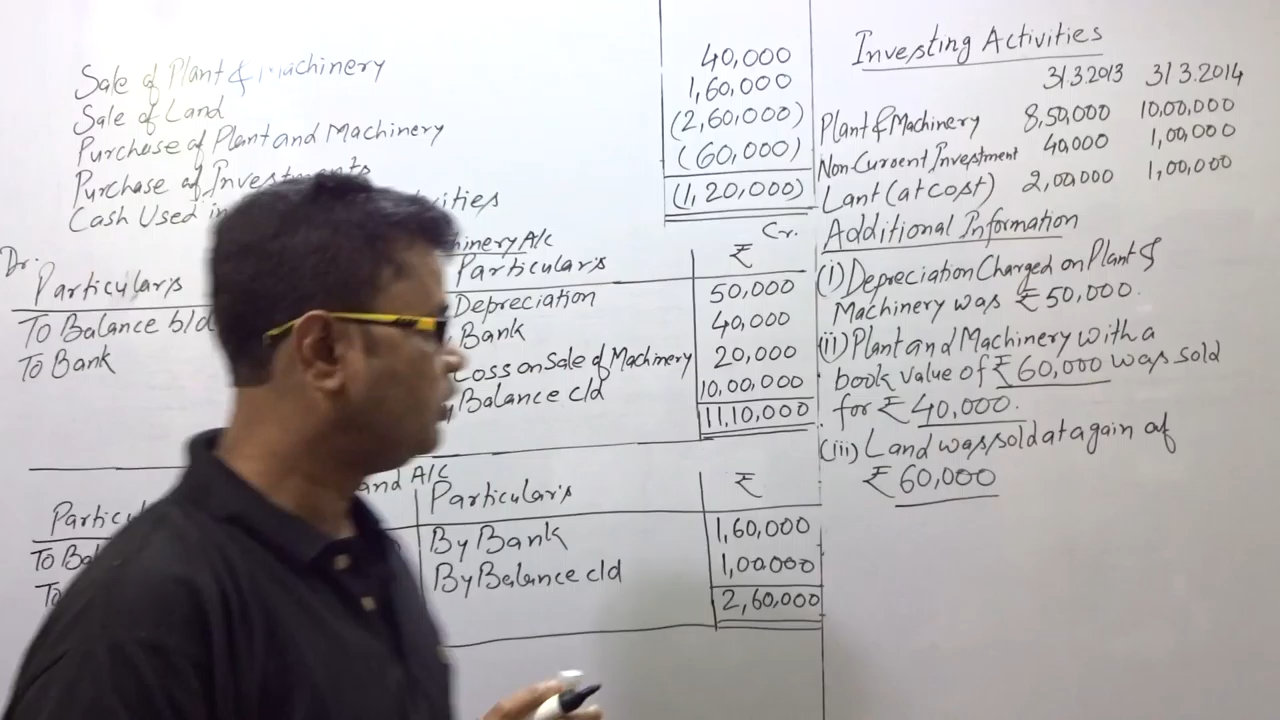 Sale of Plant & Machinery 40,000
Sale of Land 1,60,000
Purchase of Plant and Machinery (2,60,000)
Purchase of Investments (60,000)
Cash Used in (1,20,000)
Dr. Cr.
A/c
Particulars Particulars ₹
To Balance b/d Depreciation 50,000
To Bank Bank 40,000
Loss on Sale of Machinery 20,000
Balance c/d 10,00,000
11,10,000
A/C
Particulars ₹
By Bank 1,60,000
By Balance c/d 1,00,000
2,60,000
Investing Activities
31.3.2013 31.3.2014
Plant & Machinery 8,50,000 10,00,000
Non-Current Investment 40,000 1,00,000
Lant (at cost) 2,00,000 1,00,000
Additional Information
(i) Depreciation Charged on Plant &
Machinery was ₹ 50,000.
(ii) Plant and Machinery with a
book value of ₹ 60,000 was sold
for ₹ 40,000.
(iii) Land was sold at a gain of
₹ 60,000